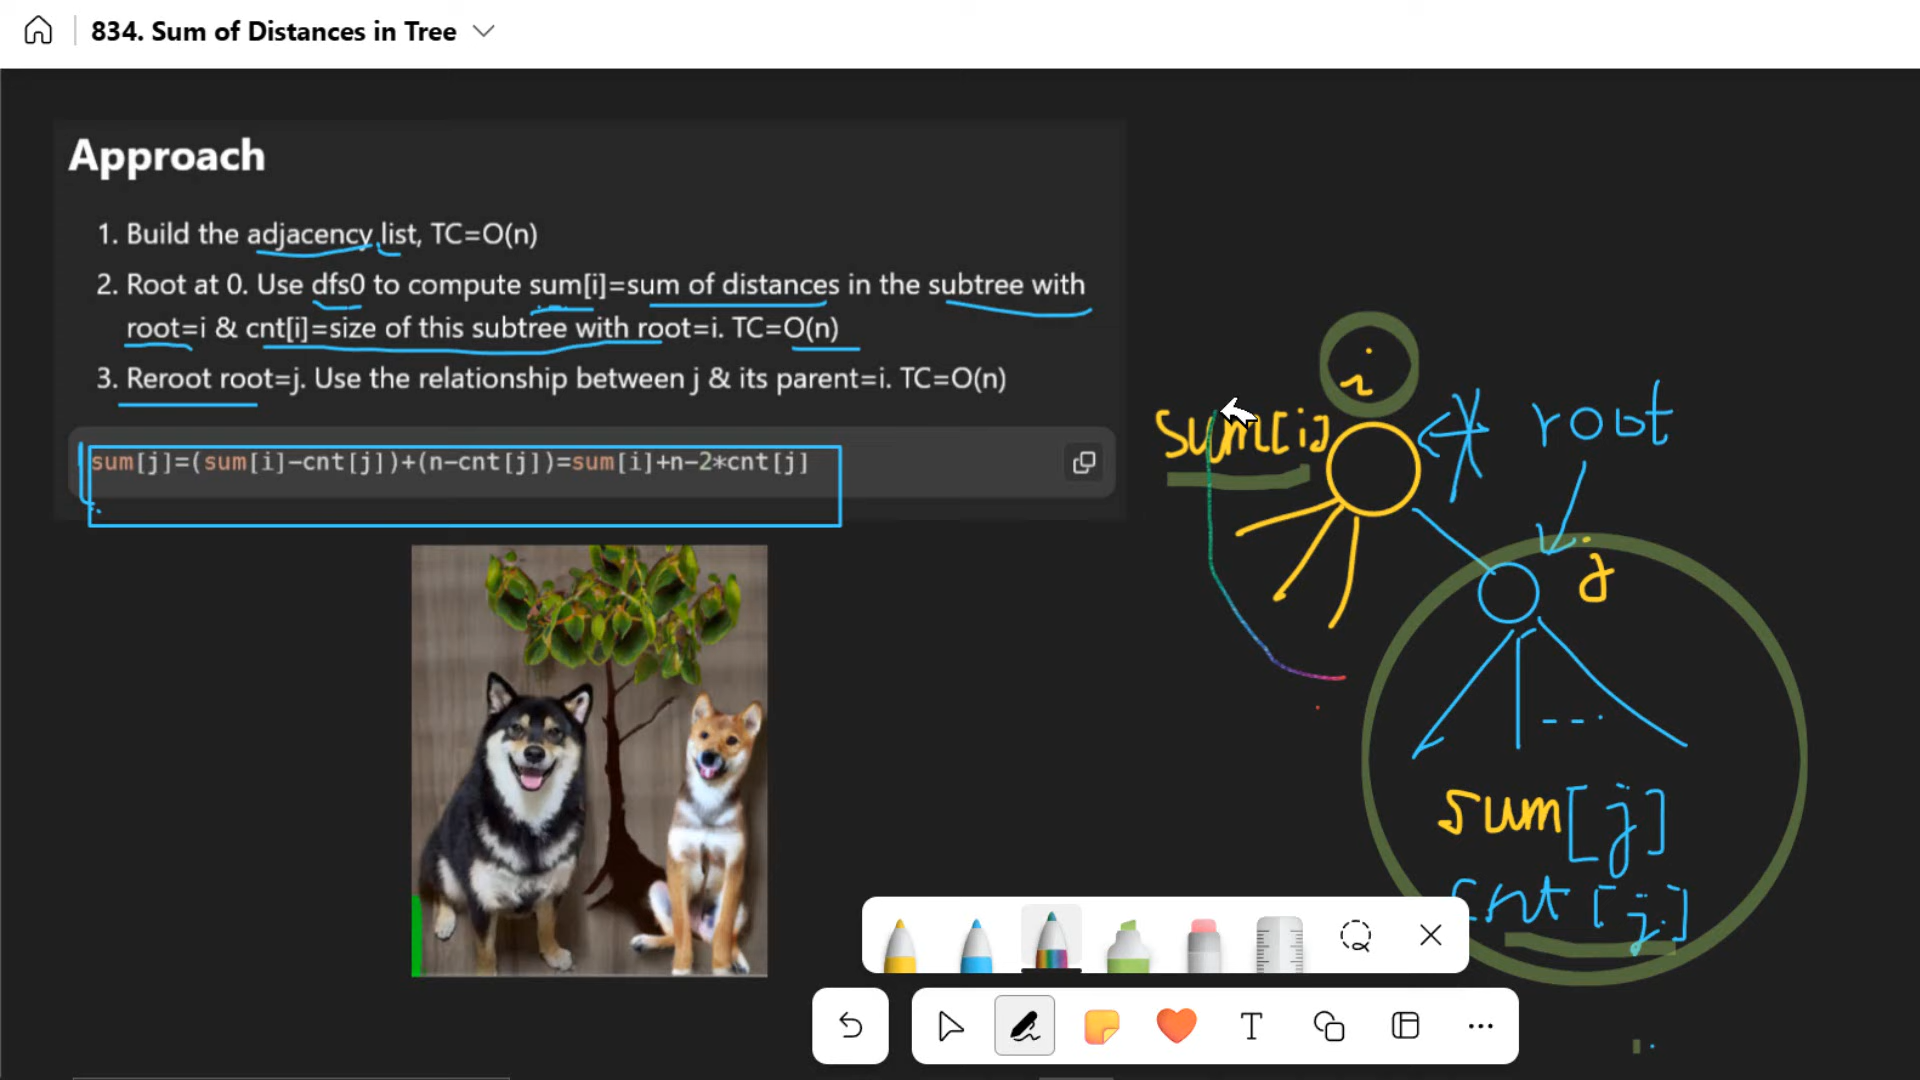 834. Sum of Distances in Tree
Approach
1. Build the adjacency list, TC=O(n)
2. Root at 0. Use dfs0 to compute sum[i]=sum of distances in the subtree with
root=i & cnt[i]=size of this subtree with root=i. TC=O(n)
3. Reroot root=j. Use the relationship between j & its parent=i. TC=O(n)
sum[j]=(sum[i]-cnt[j])+(n-cnt[j])=sum[i]+n-2*cnt[j]
i
sum[i]
root
j
---
sum[j]
cnt[j]
T